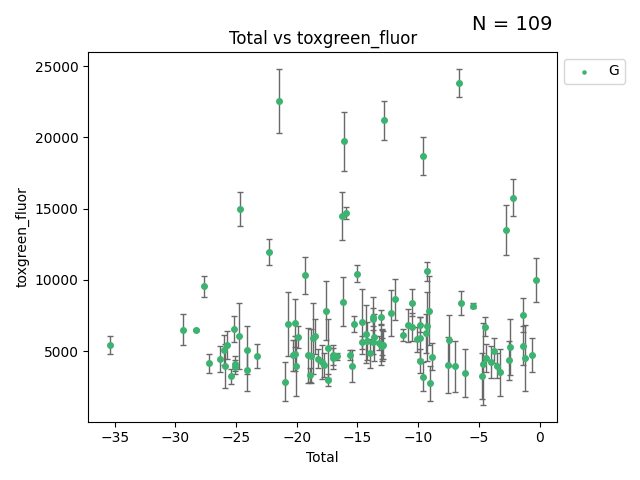 N = 109
Total vs toxgreen_fluor
G
toxgreen_fluor
25000
20000
15000
10000
5000
−35 −30 −25 −20 −15 −10 −5 0
Total